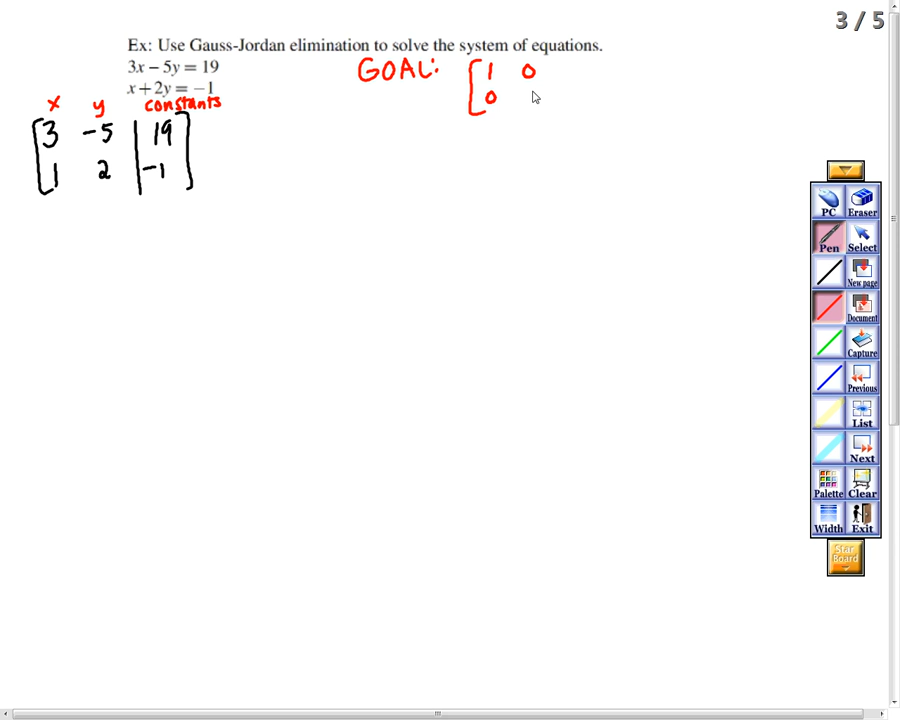 3 / 5
Ex: Use Gauss-Jordan elimination to solve the system of equations.
3x − 5y = 19
x + 2y = −1
GOAL: [ 1 0
0
x y constants
[ 3 -5 | 19 ]
[ 1 2 | -1 ]
PC Eraser
Pen Select
New page
Document
Capture
Previous
List
Next
Palette Clear
Width Exit
Star
Board